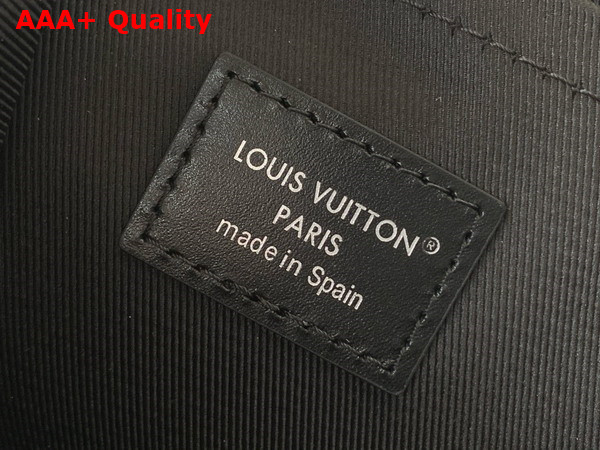 AAA+ Quality
LOUIS VUITTON®
PARIS
made in Spain